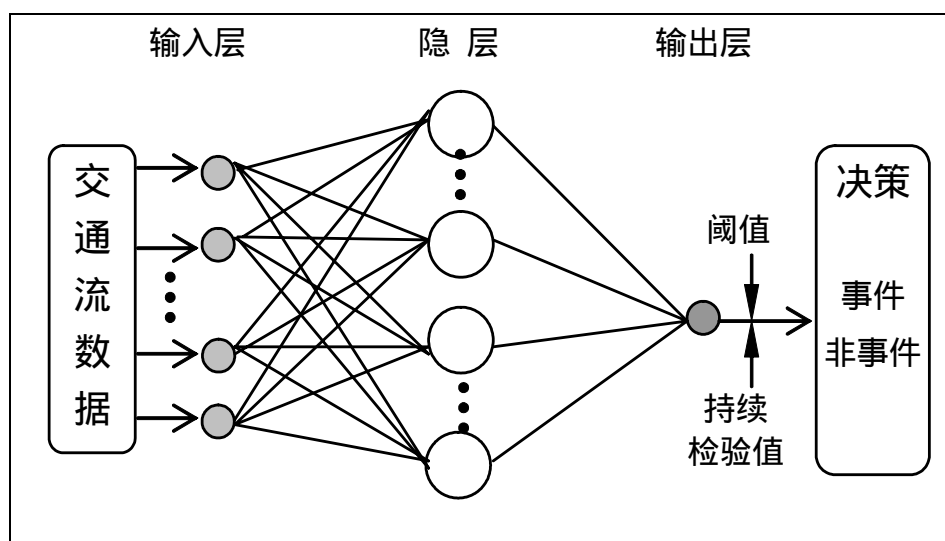 输入层
隐 层
输出层
交
通
流
数
据
阈值
持续
检验值
决策
事件
非事件